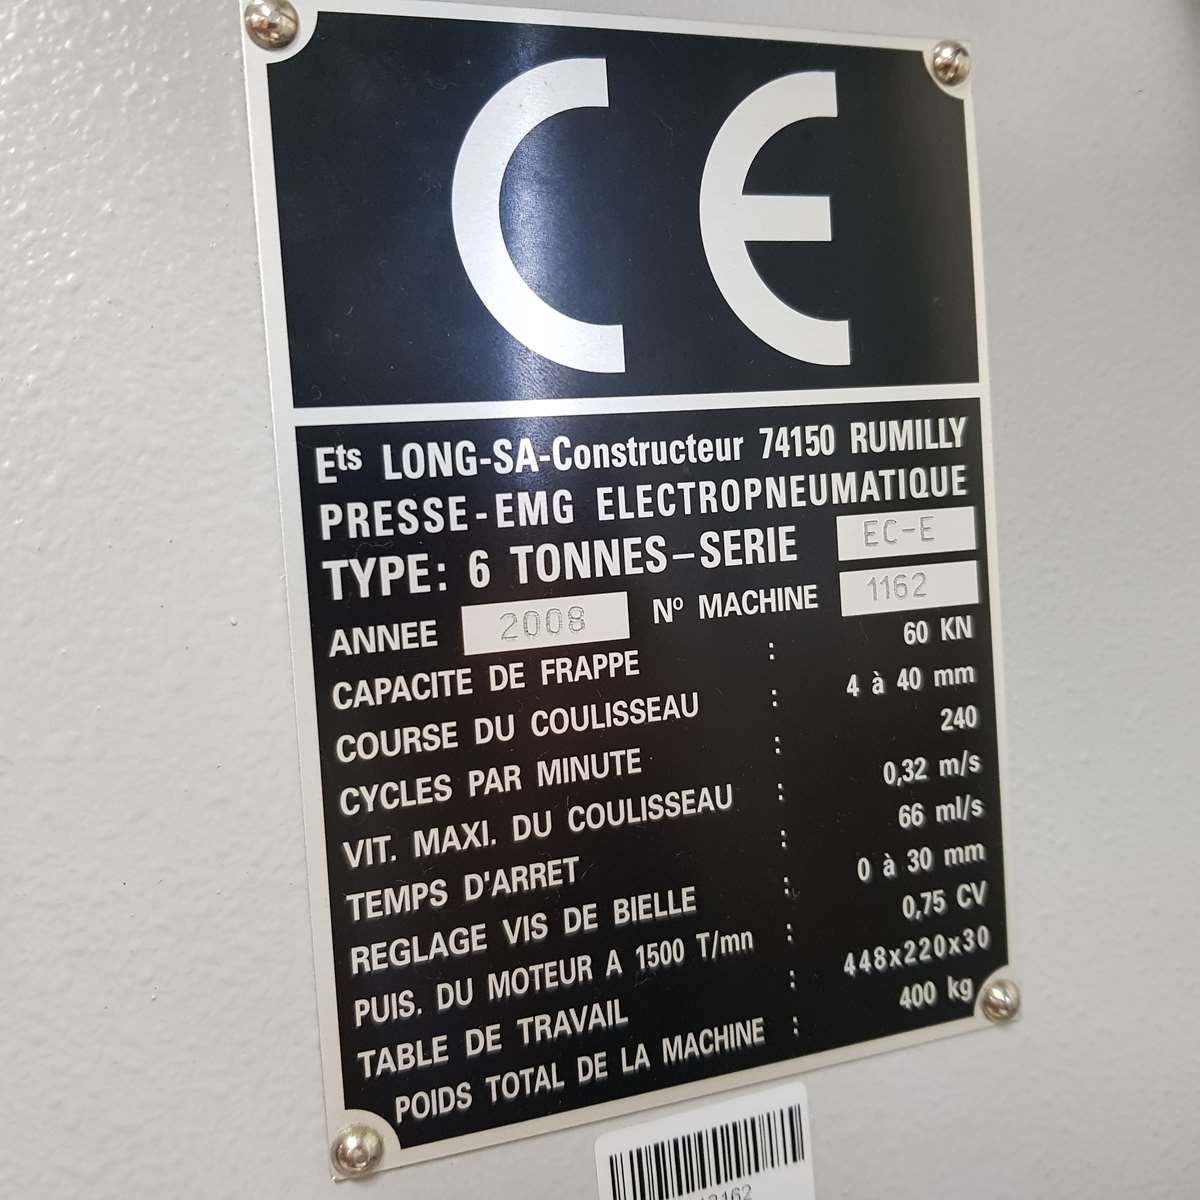 CE
Ets LONG-SA-Constructeur 74150 RUMILLY
PRESSE-EMG ELECTROPNEUMATIQUE
TYPE: 6 TONNES-SERIE EC-E
ANNEE 2008 Nº MACHINE 1162
CAPACITE DE FRAPPE : 60 KN
COURSE DU COULISSEAU : 4 à 40 mm
CYCLES PAR MINUTE : 240
VIT. MAXI. DU COULISSEAU : 0,32 m/s
TEMPS D'ARRET : 66 ml/s
REGLAGE VIS DE BIELLE : 0 à 30 mm
PUIS. DU MOTEUR A 1500 T/mn : 0,75 CV
TABLE DE TRAVAIL : 448x220x30
POIDS TOTAL DE LA MACHINE : 400 kg